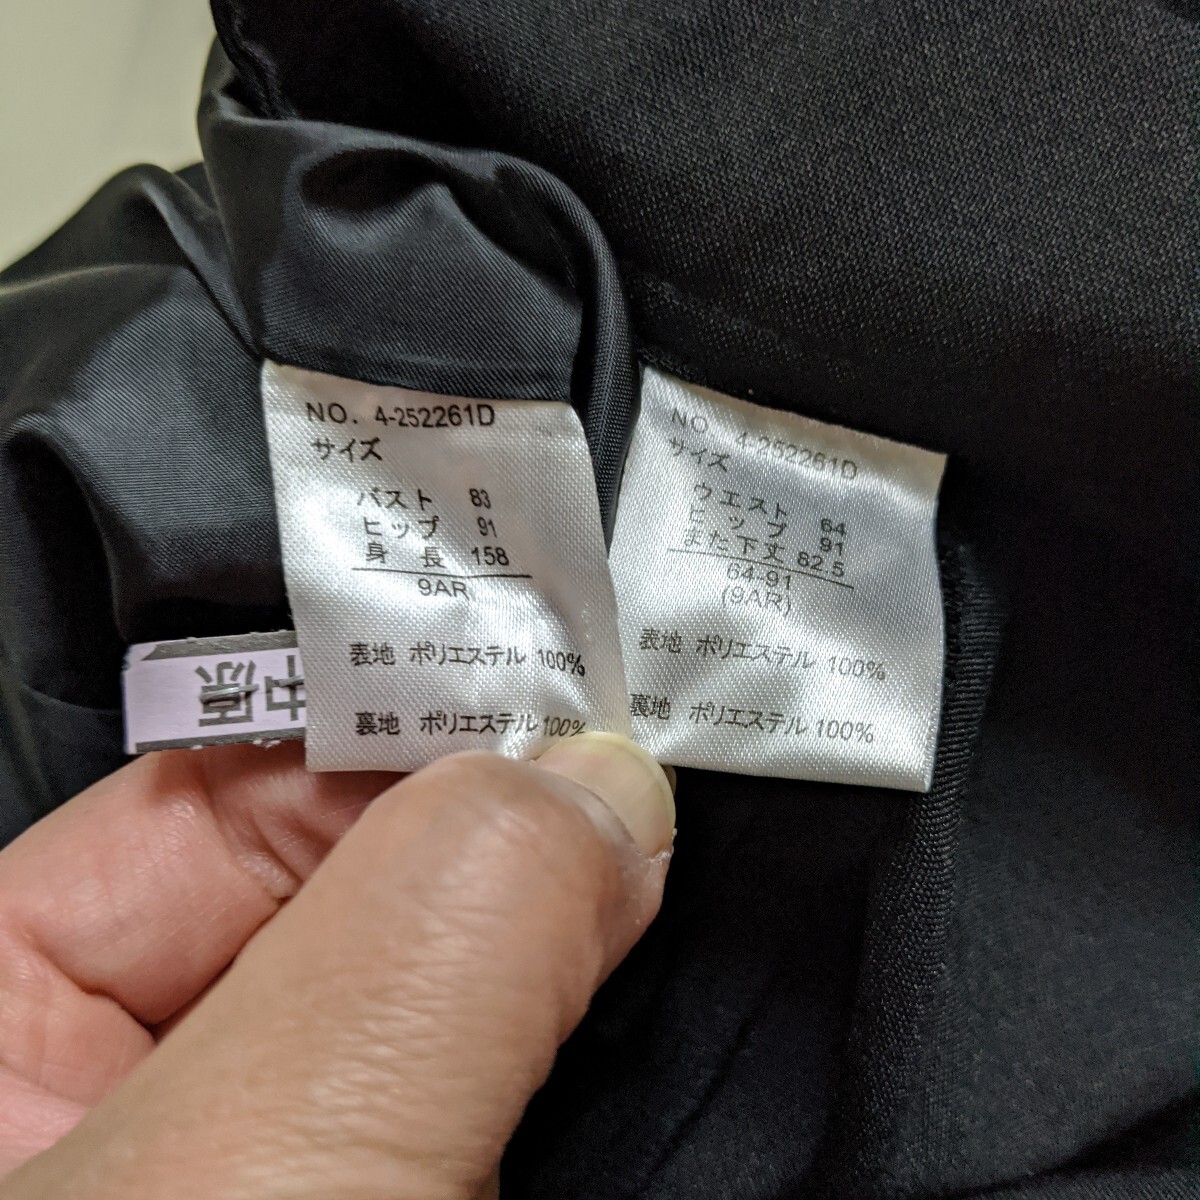 NO. 4-252261D
サイズ
バスト 83
ヒップ 91
身 長 158
9AR
表地 ポリエステル 100%
裏地 ポリエステル 100%
NO. 4-252261D
サイズ
ウエスト 64
ヒップ 91
また下丈 82.5
64-91
(9AR)
表地 ポリエステル 100%
裏地 ポリエステル 100%